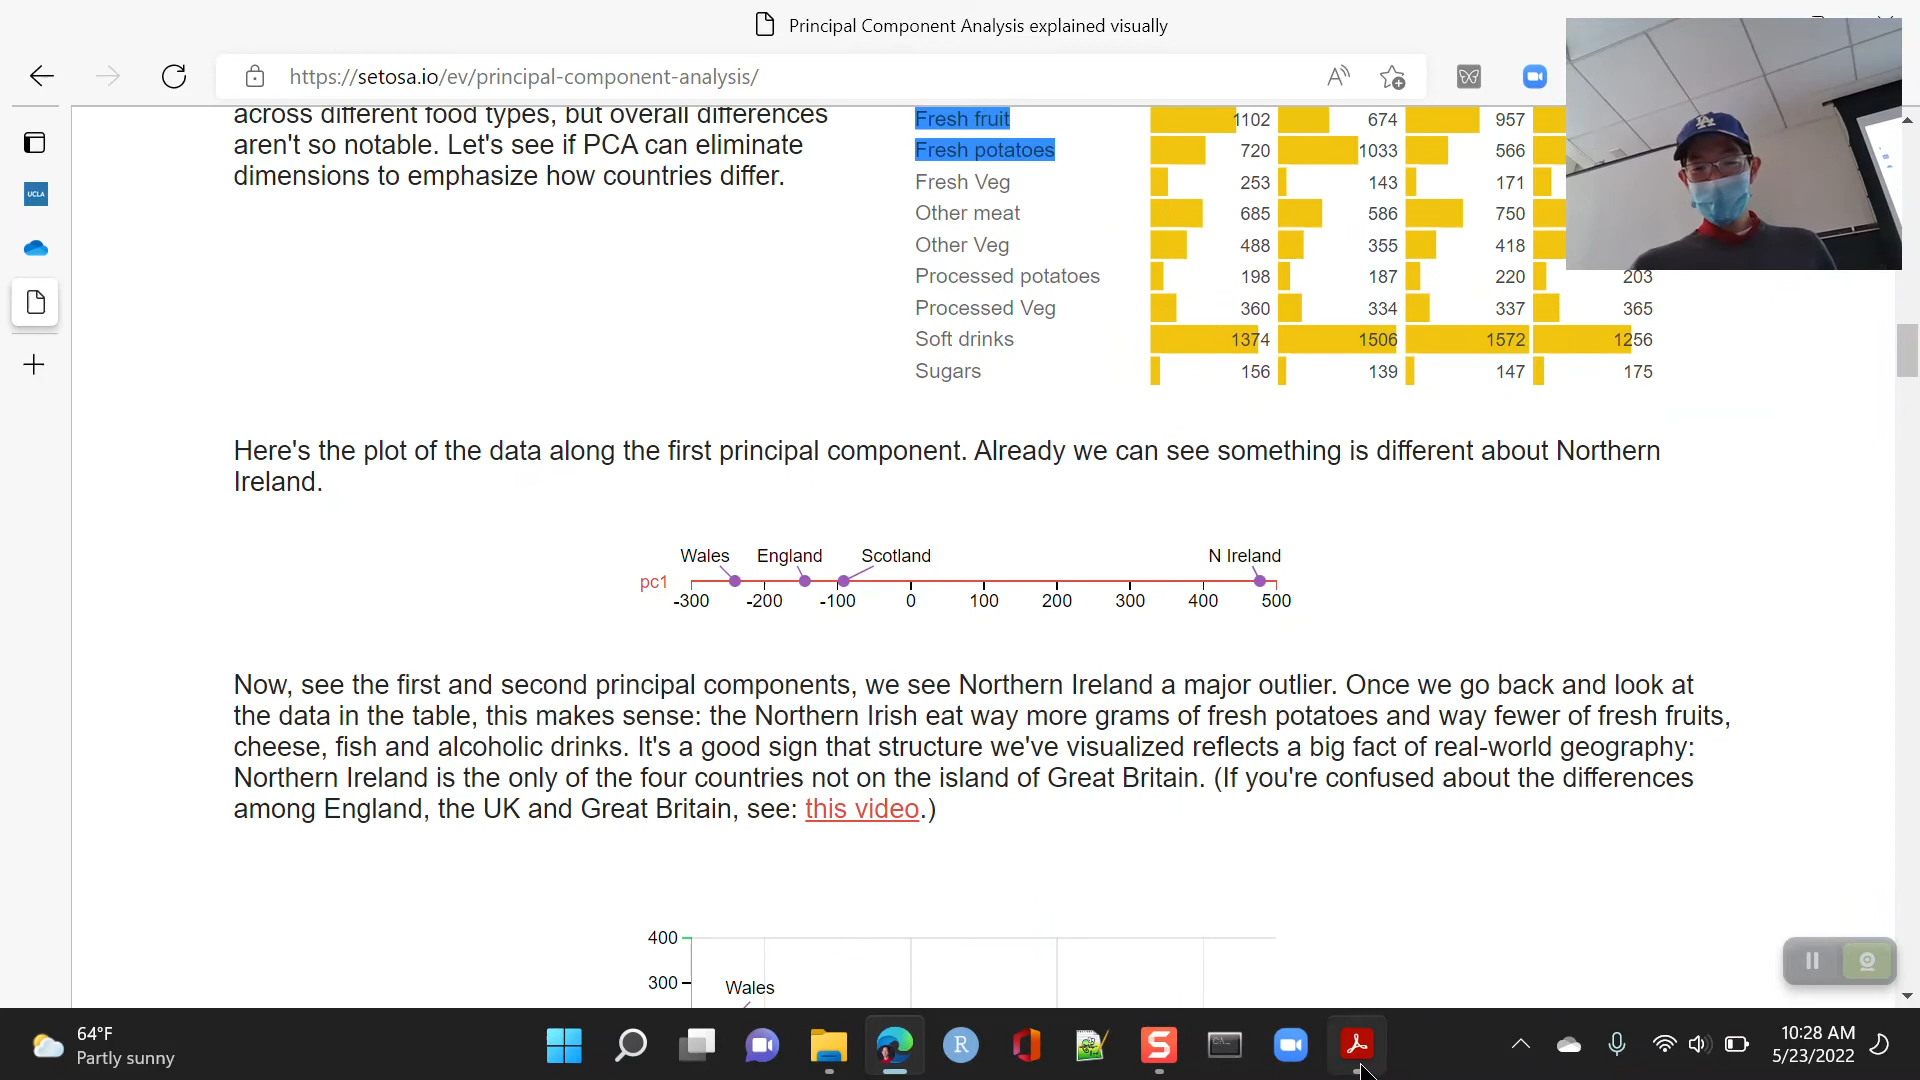 Principal Component Analysis explained visually
https://setosa.io/ev/principal-component-analysis/
UCLA
across different food types, but overall differences
aren't so notable. Let's see if PCA can eliminate
dimensions to emphasize how countries differ.
Fresh fruit 1102 674 957
Fresh potatoes 720 1033 566
Fresh Veg 253 143 171
Other meat 685 586 750
Other Veg 488 355 418
Processed potatoes 198 187 220 203
Processed Veg 360 334 337 365
Soft drinks 1374 1506 1572 1256
Sugars 156 139 147 175
LA
Here's the plot of the data along the first principal component. Already we can see something is different about Northern
Ireland.
Wales England Scotland N Ireland
pc1
-300 -200 -100 0 100 200 300 400 500
Now, see the first and second principal components, we see Northern Ireland a major outlier. Once we go back and look at
the data in the table, this makes sense: the Northern Irish eat way more grams of fresh potatoes and way fewer of fresh fruits,
cheese, fish and alcoholic drinks. It's a good sign that structure we've visualized reflects a big fact of real-world geography:
Northern Ireland is the only of the four countries not on the island of Great Britain. (If you're confused about the differences
among England, the UK and Great Britain, see: this video.)
400
300
Wales
64°F
Partly sunny
R
S
10:28 AM
5/23/2022